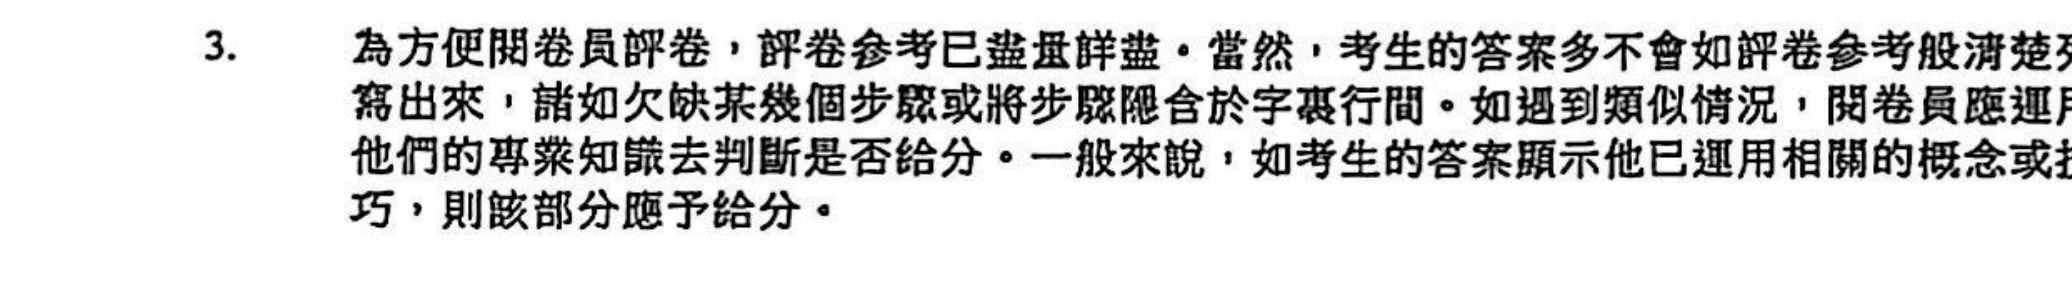 3. 為方便閱卷員評卷，評卷參考已盡量詳盡。當然，考生的答案多不會如評卷參考般清楚
寫出來，諸如欠缺某幾個步驟或將步驟隱含於字裏行間。如遇到類似情況，閱卷員應運
他們的專業知識去判斷是否給分。一般來說，如考生的答案顯示他已運用相關的概念或
巧，則該部分應予給分。